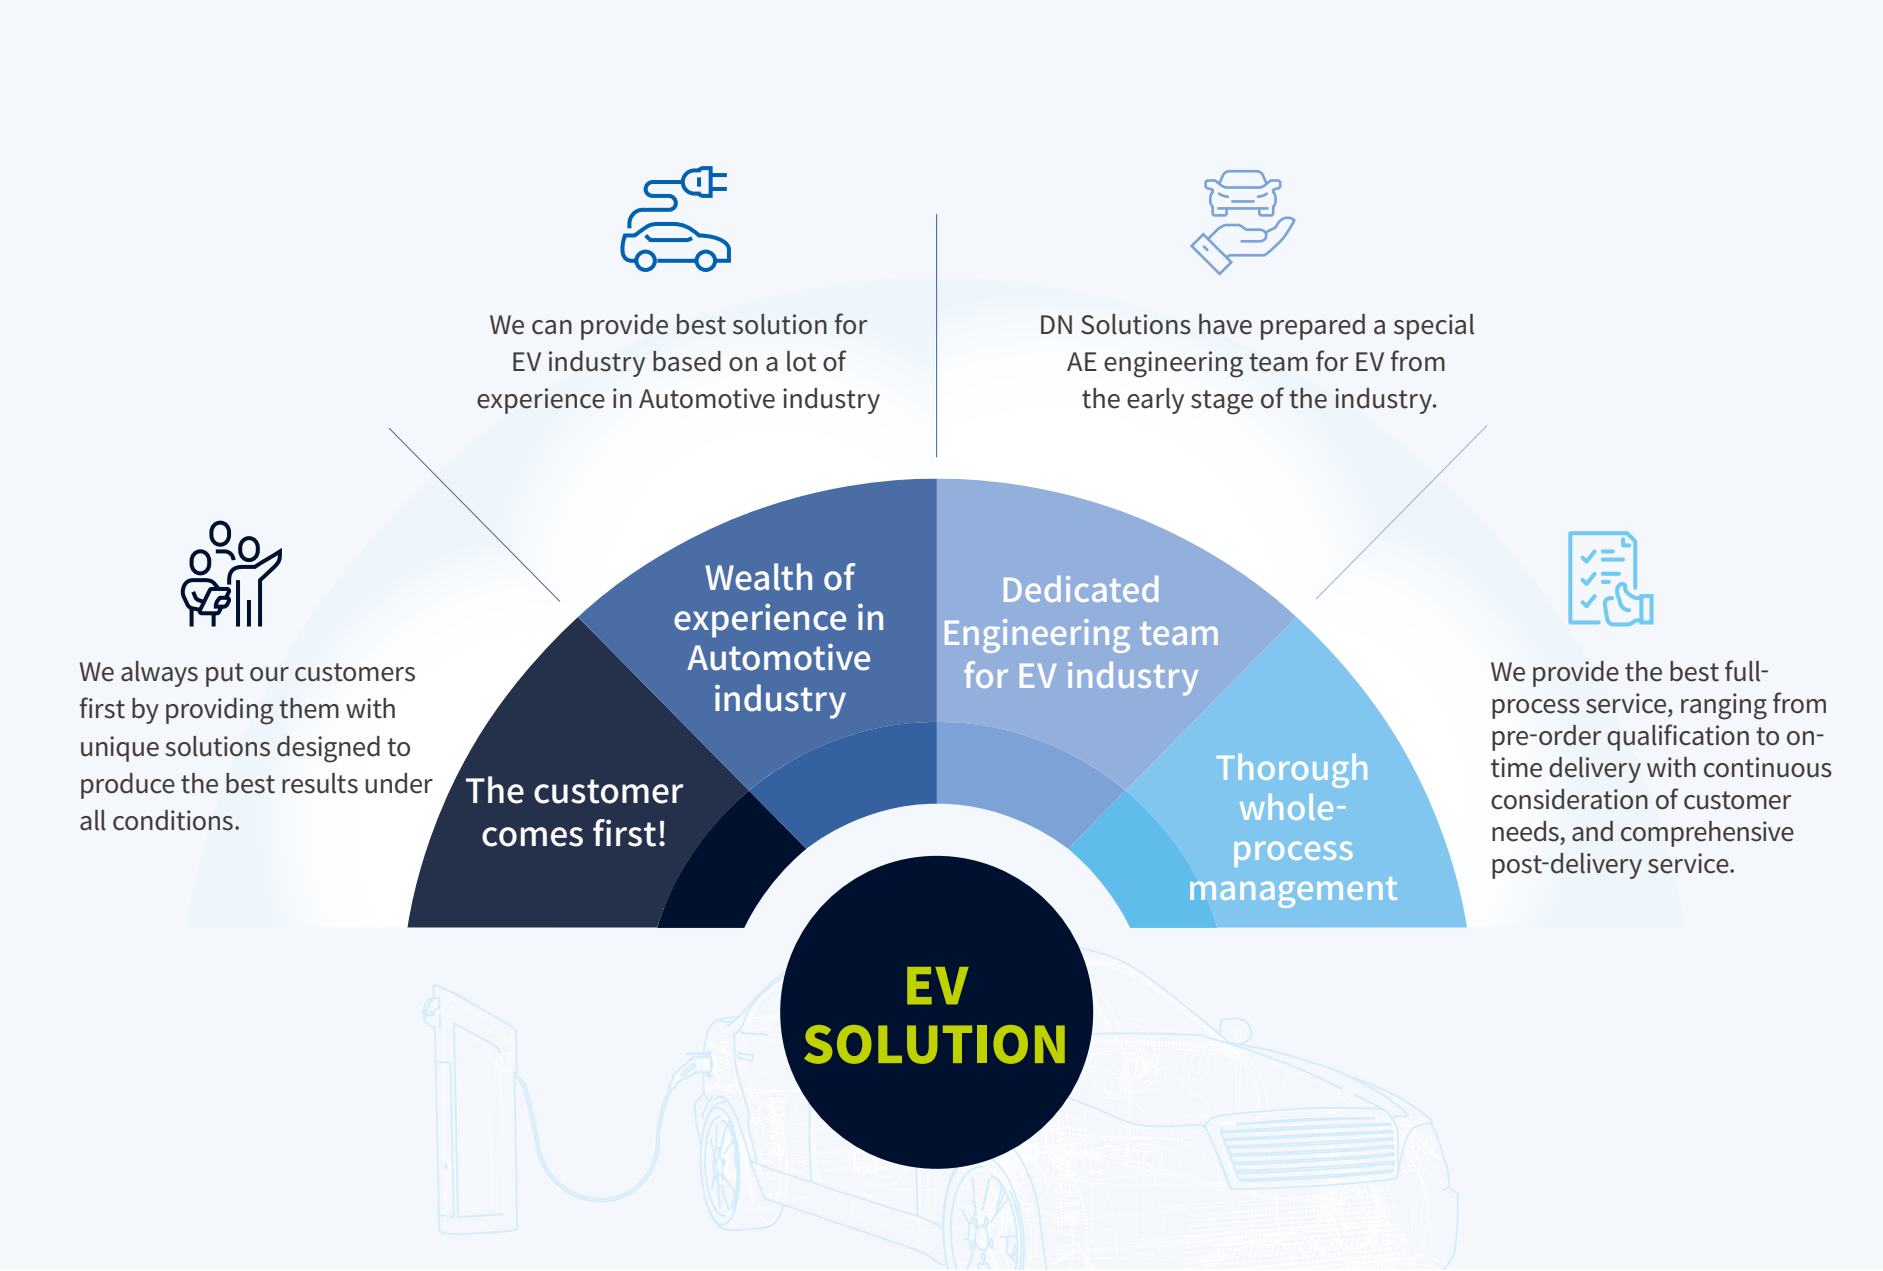 We can provide best solution for
EV industry based on a lot of
experience in Automotive industry
DN Solutions have prepared a special
AE engineering team for EV from
the early stage of the industry.
We always put our customers
first by providing them with
unique solutions designed to
produce the best results under
all conditions.
The customer
comes first!
Wealth of
experience in
Automotive
industry
Dedicated
Engineering team
for EV industry
Thorough
whole-
process
management
We provide the best full-
process service, ranging from
pre-order qualification to on-
time delivery with continuous
consideration of customer
needs, and comprehensive
post-delivery service.
EV
SOLUTION